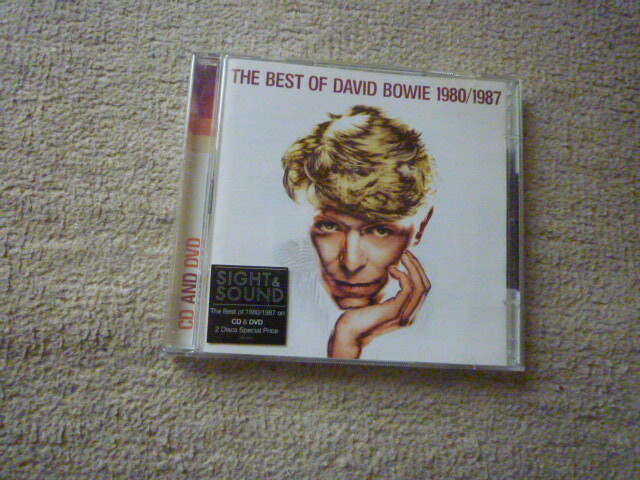 THE BEST OF DAVID BOWIE 1980/1987
CD AND DVD
SIGHT&
SOUND
The Best of 1980/1987 on
CD & DVD
2 Discs Special Price